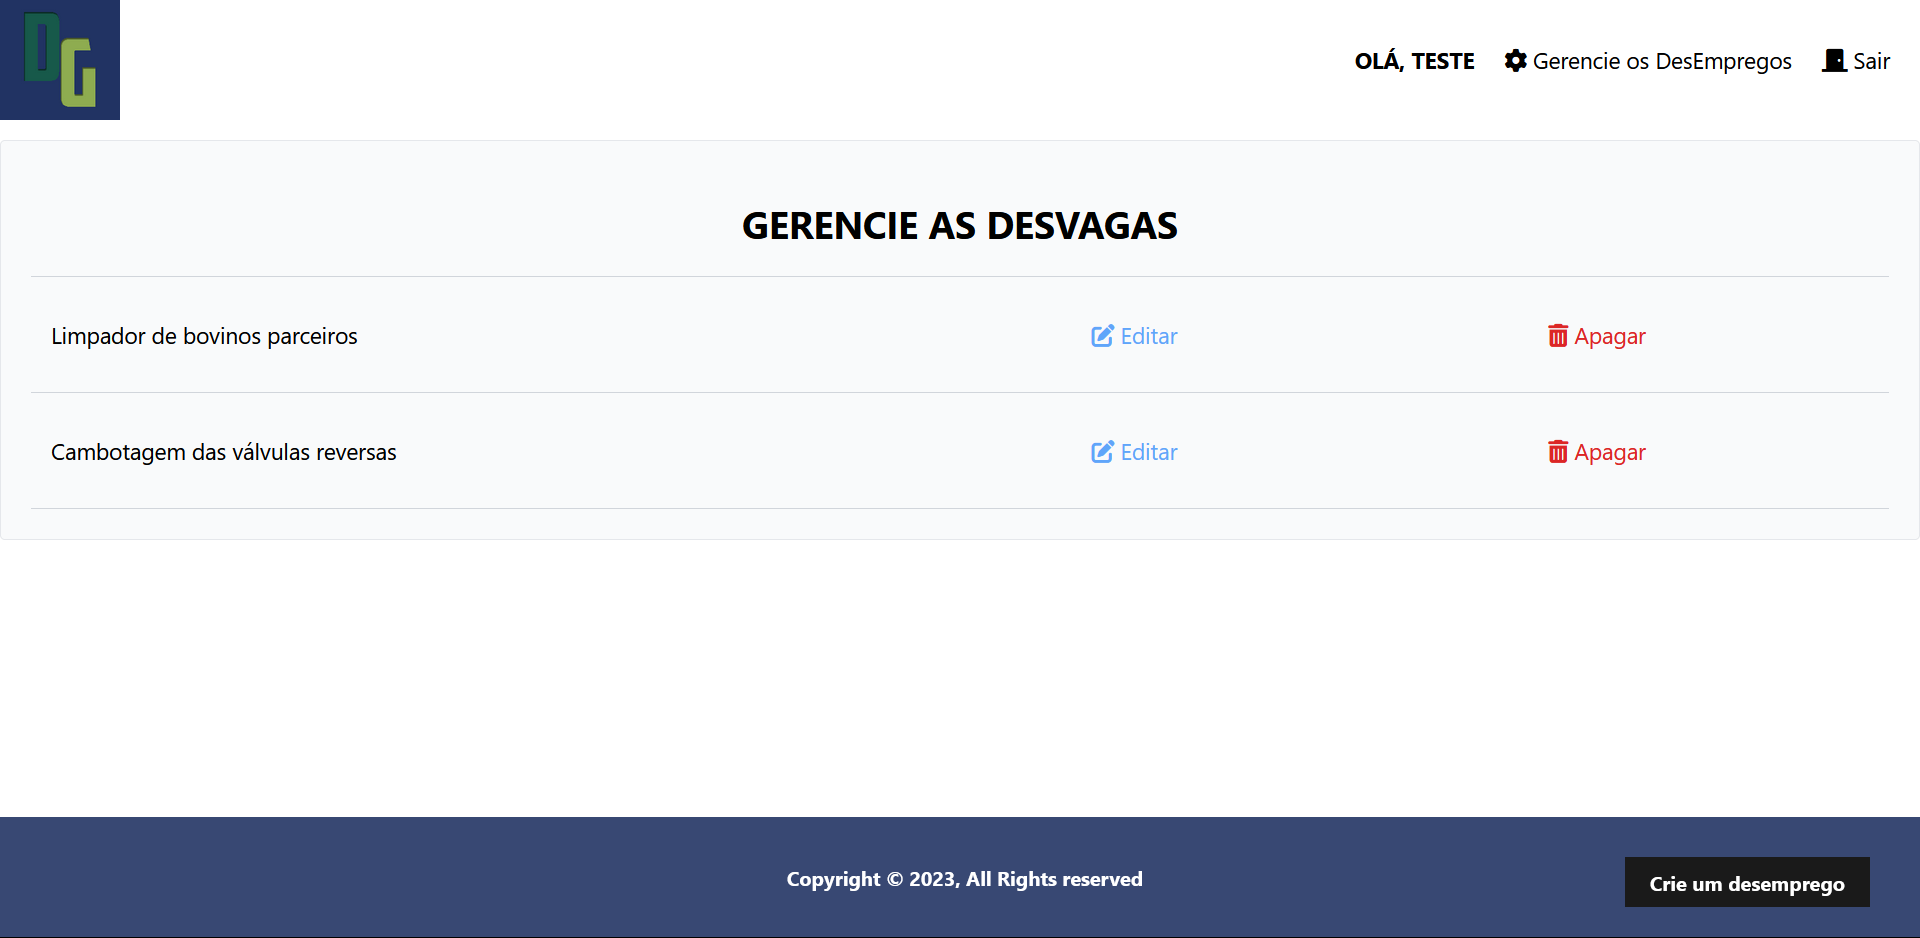 DG
OLÁ, TESTE Gerencie os DesEmpregos Sair
GERENCIE AS DESVAGAS
Limpador de bovinos parceiros Editar Apagar
Cambotagem das válvulas reversas Editar Apagar
Copyright © 2023, All Rights reserved
Crie um desemprego